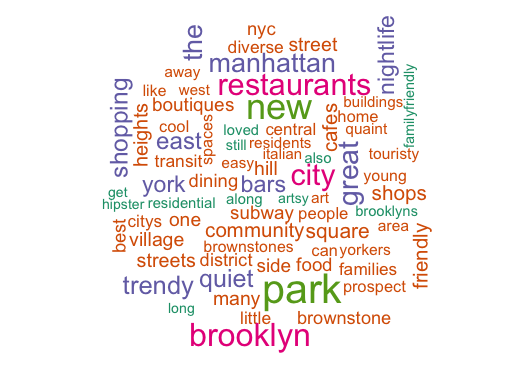 nyc
the
nightlife
diverse street
manhattan
away
restaurants
like west
shopping
boutiques
new
buildings
home
familyfriendly
heights
cool
spaces
loved central
cafes
quaint
east
still residents
transit
easy hill
italian also
great
touristy
york dining bars
city
young
get
hipster residential along
artsy art
shops
citys one
subway people
brooklyns
best
village
community square
area
brownstones
can yorkers
friendly
streets district side food families
trendy quiet
many
park
prospect
long
little brownstone
brooklyn